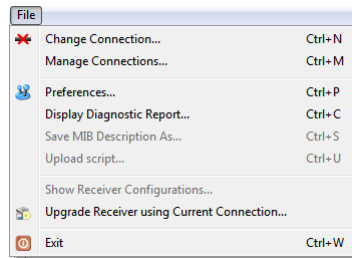 File
Change Connection... Ctrl+N
Manage Connections... Ctrl+M
Preferences... Ctrl+P
Display Diagnostic Report... Ctrl+C
Save MIB Description As... Ctrl+S
Upload script... Ctrl+U
Show Receiver Configurations...
Upgrade Receiver using Current Connection...
Exit Ctrl+W